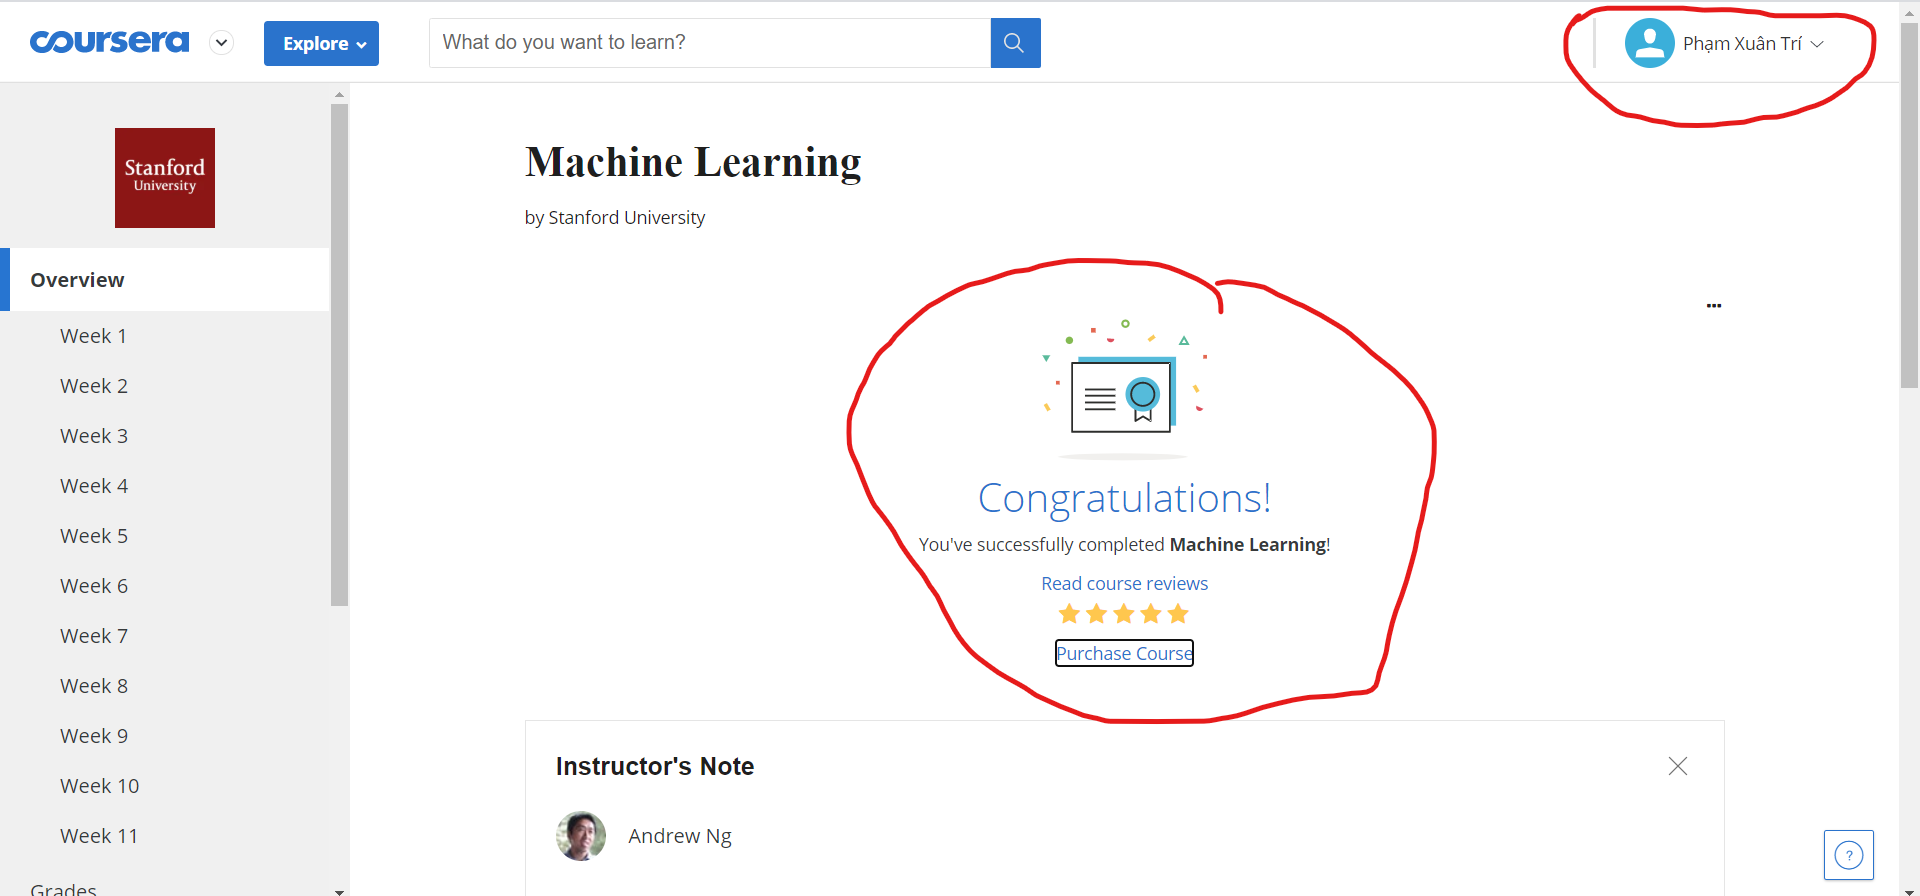 coursera
Explore
What do you want to learn?
Phạm Xuân Trí
Stanford
University
Overview
Week 1
Week 2
Week 3
Week 4
Week 5
Week 6
Week 7
Week 8
Week 9
Week 10
Week 11
Grades
Machine Learning
by Stanford University
...
Congratulations!
You've successfully completed Machine Learning!
Read course reviews
Purchase Course
Instructor's Note
Andrew Ng
?